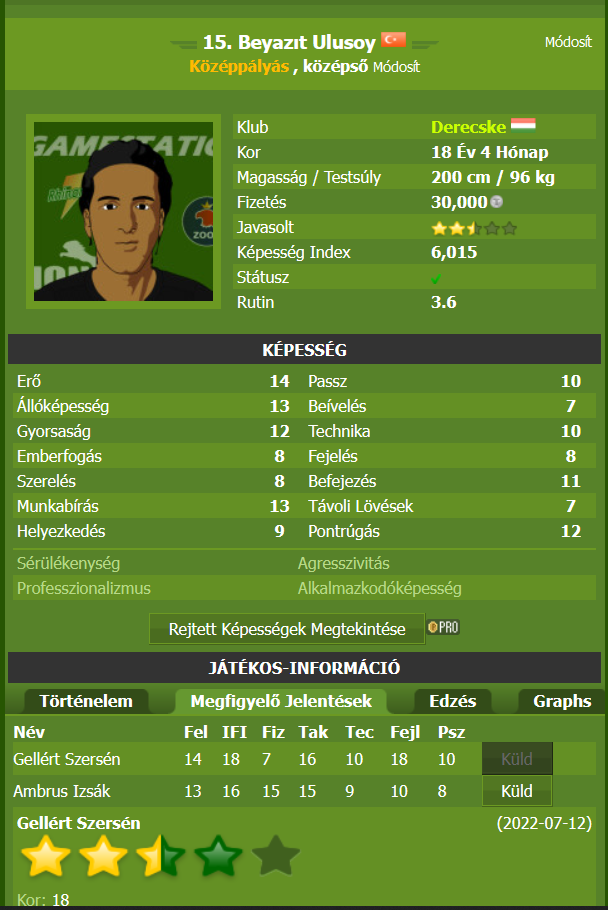 15. Beyazıt Ulusoy
Módosít
Középpályás , középső Módosít
GAMESTATIO
Rhino
ZOO
Klub Derecske
Kor 18 Év 4 Hónap
Magasság / Testsúly 200 cm / 96 kg
Fizetés 30,000
Javasolt
Képesség Index 6,015
Státusz
Rutin 3.6
KÉPESSÉG
Erő 14 Passz 10
Állóképesség 13 Beívelés 7
Gyorsaság 12 Technika 10
Emberfogás 8 Fejelés 8
Szerelés 8 Befejezés 11
Munkabírás 13 Távoli Lövések 7
Helyezkedés 9 Pontrúgás 12
Sérülékenység Agresszivitás
Professzionalizmus Alkalmazkodóképesség
Rejtett Képességek Megtekintése PRO
JÁTÉKOS-INFORMÁCIÓ
Történelem Megfigyelő Jelentések Edzés Graphs
Név Fel IFI Fiz Tak Tec Fejl Psz
Gellért Szersén 14 18 7 16 10 18 10 Küld
Ambrus Izsák 13 16 15 15 9 10 8 Küld
Gellért Szersén (2022-07-12)
Kor: 18